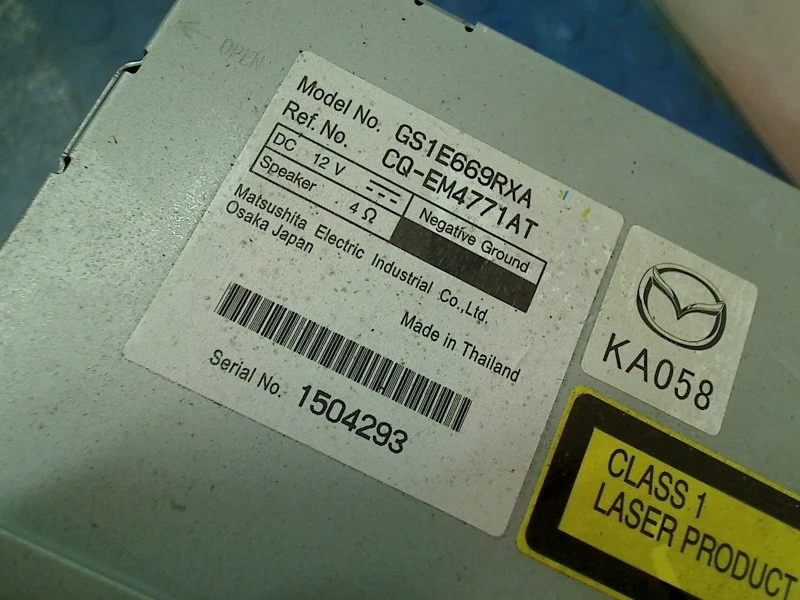 OPEN
Model No. GS1E669RXA
Ref. No. CQ-EM4771AT
DC 12 V Negative Ground
Speaker 4 Ω
Matsushita Electric Industrial Co.,Ltd.
Osaka Japan
Made in Thailand
Serial No. 1504293
KA058
CLASS 1
LASER PRODUCT